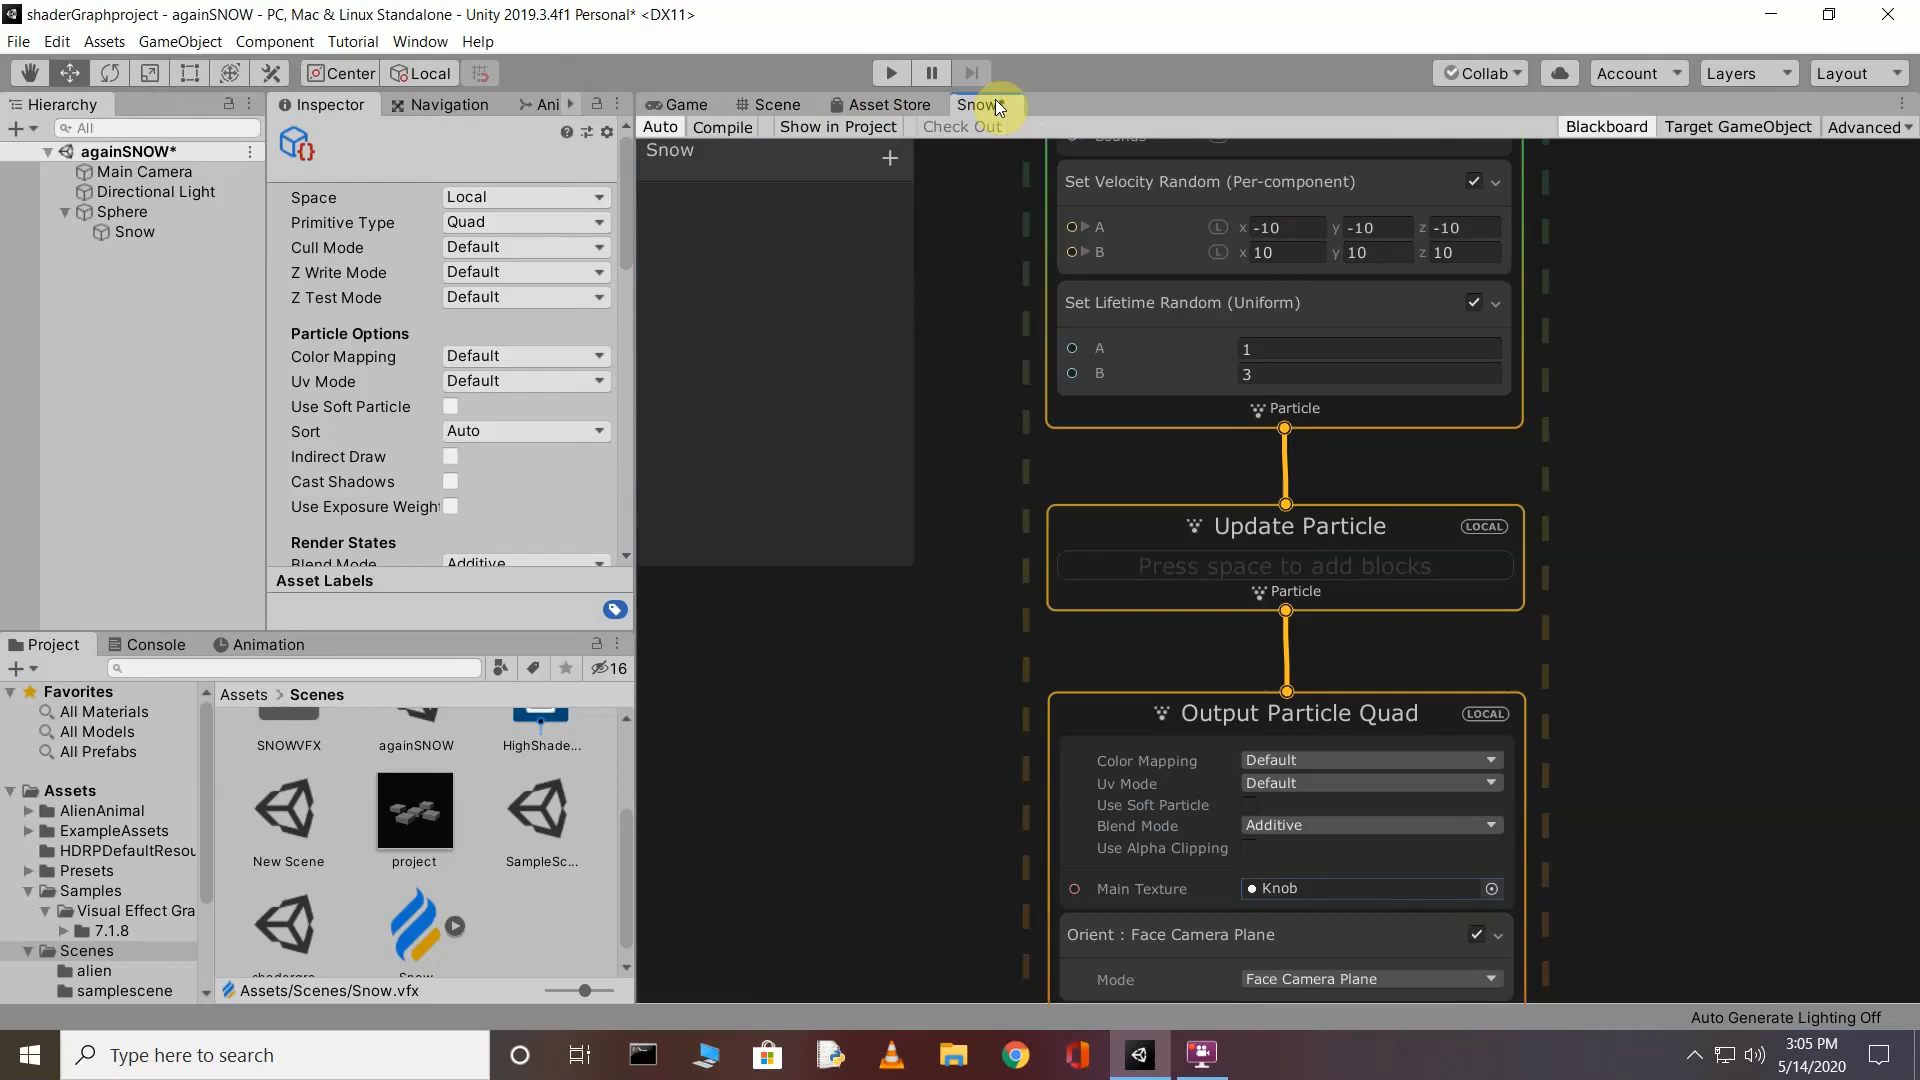 shaderGraphproject - againSNOW - PC, Mac & Linux Standalone - Unity 2019.3.4f1 Personal* <DX11>
File Edit Assets GameObject Component Tutorial Window Help
Center Local Collab Account Layers Layout
Hierarchy
All
againSNOW*
Main Camera
Directional Light
Sphere
Snow
Inspector Navigation Ani
Space Local
Primitive Type Quad
Cull Mode Default
Z Write Mode Default
Z Test Mode Default
Particle Options
Color Mapping Default
Uv Mode Default
Use Soft Particle
Sort Auto
Indirect Draw
Cast Shadows
Use Exposure Weight
Render States
Blend Mode Additive
Asset Labels
Game Scene Asset Store Snow*
Auto Compile Show in Project Check Out Blackboard Target GameObject Advanced
Snow
Bounds
Set Velocity Random (Per-component)
A L x -10 y -10 z -10
B L x 10 y 10 z 10
Set Lifetime Random (Uniform)
A 1
B 3
Particle
Update Particle LOCAL
Press space to add blocks
Particle
Output Particle Quad LOCAL
Color Mapping Default
Uv Mode Default
Use Soft Particle
Blend Mode Additive
Use Alpha Clipping
Main Texture Knob
Orient : Face Camera Plane
Mode Face Camera Plane
Project Console Animation
16
Favorites
All Materials
All Models
All Prefabs
Assets
AlienAnimal
ExampleAssets
HDRPDefaultResou
Presets
Samples
Visual Effect Gra
7.1.8
Scenes
alien
samplescene
Assets > Scenes
SNOWVFX againSNOW HighShade...
New Scene project SampleSc...
shadergra... Snow
Assets/Scenes/Snow.vfx
Auto Generate Lighting Off
Type here to search
3:05 PM
5/14/2020